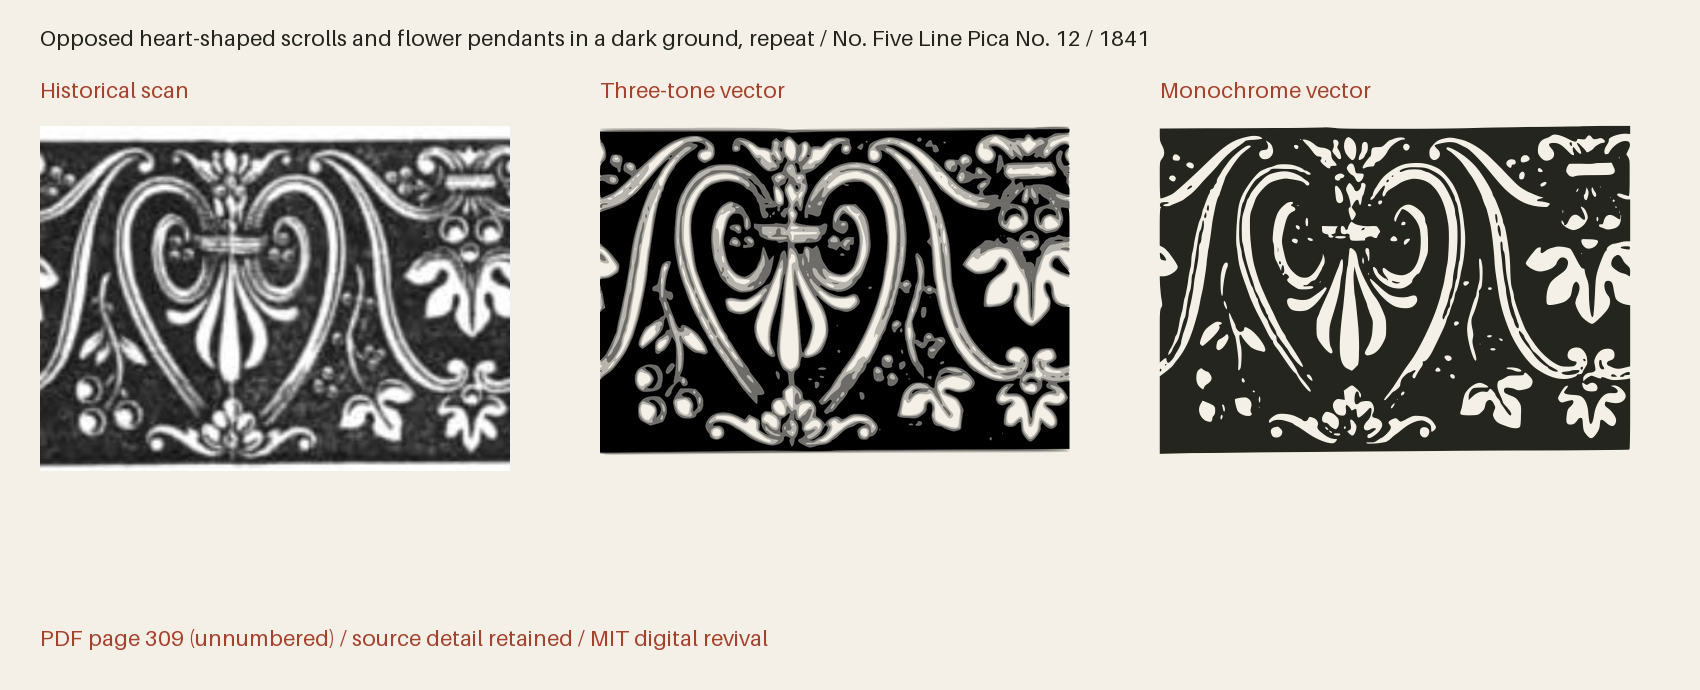 Opposed heart-shaped scrolls and flower pendants in a dark ground, repeat / No. Five Line Pica No. 12 / 1841
Historical scan
Three-tone vector
Monochrome vector
PDF page 309 (unnumbered) / source detail retained / MIT digital revival